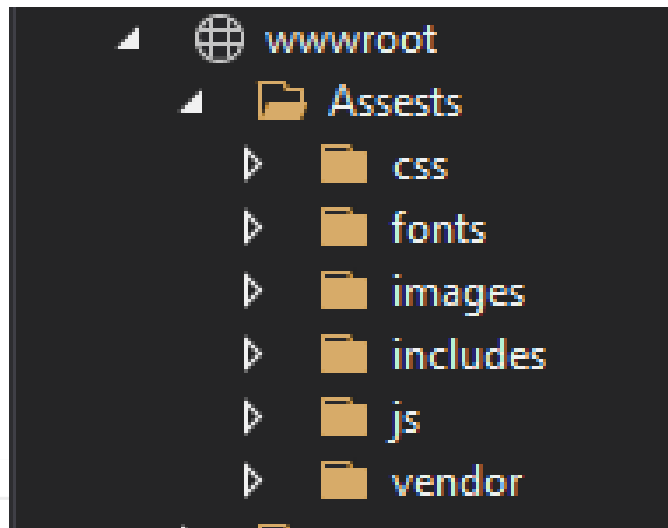 wwwroot
Assests
css
fonts
images
includes
js
vendor